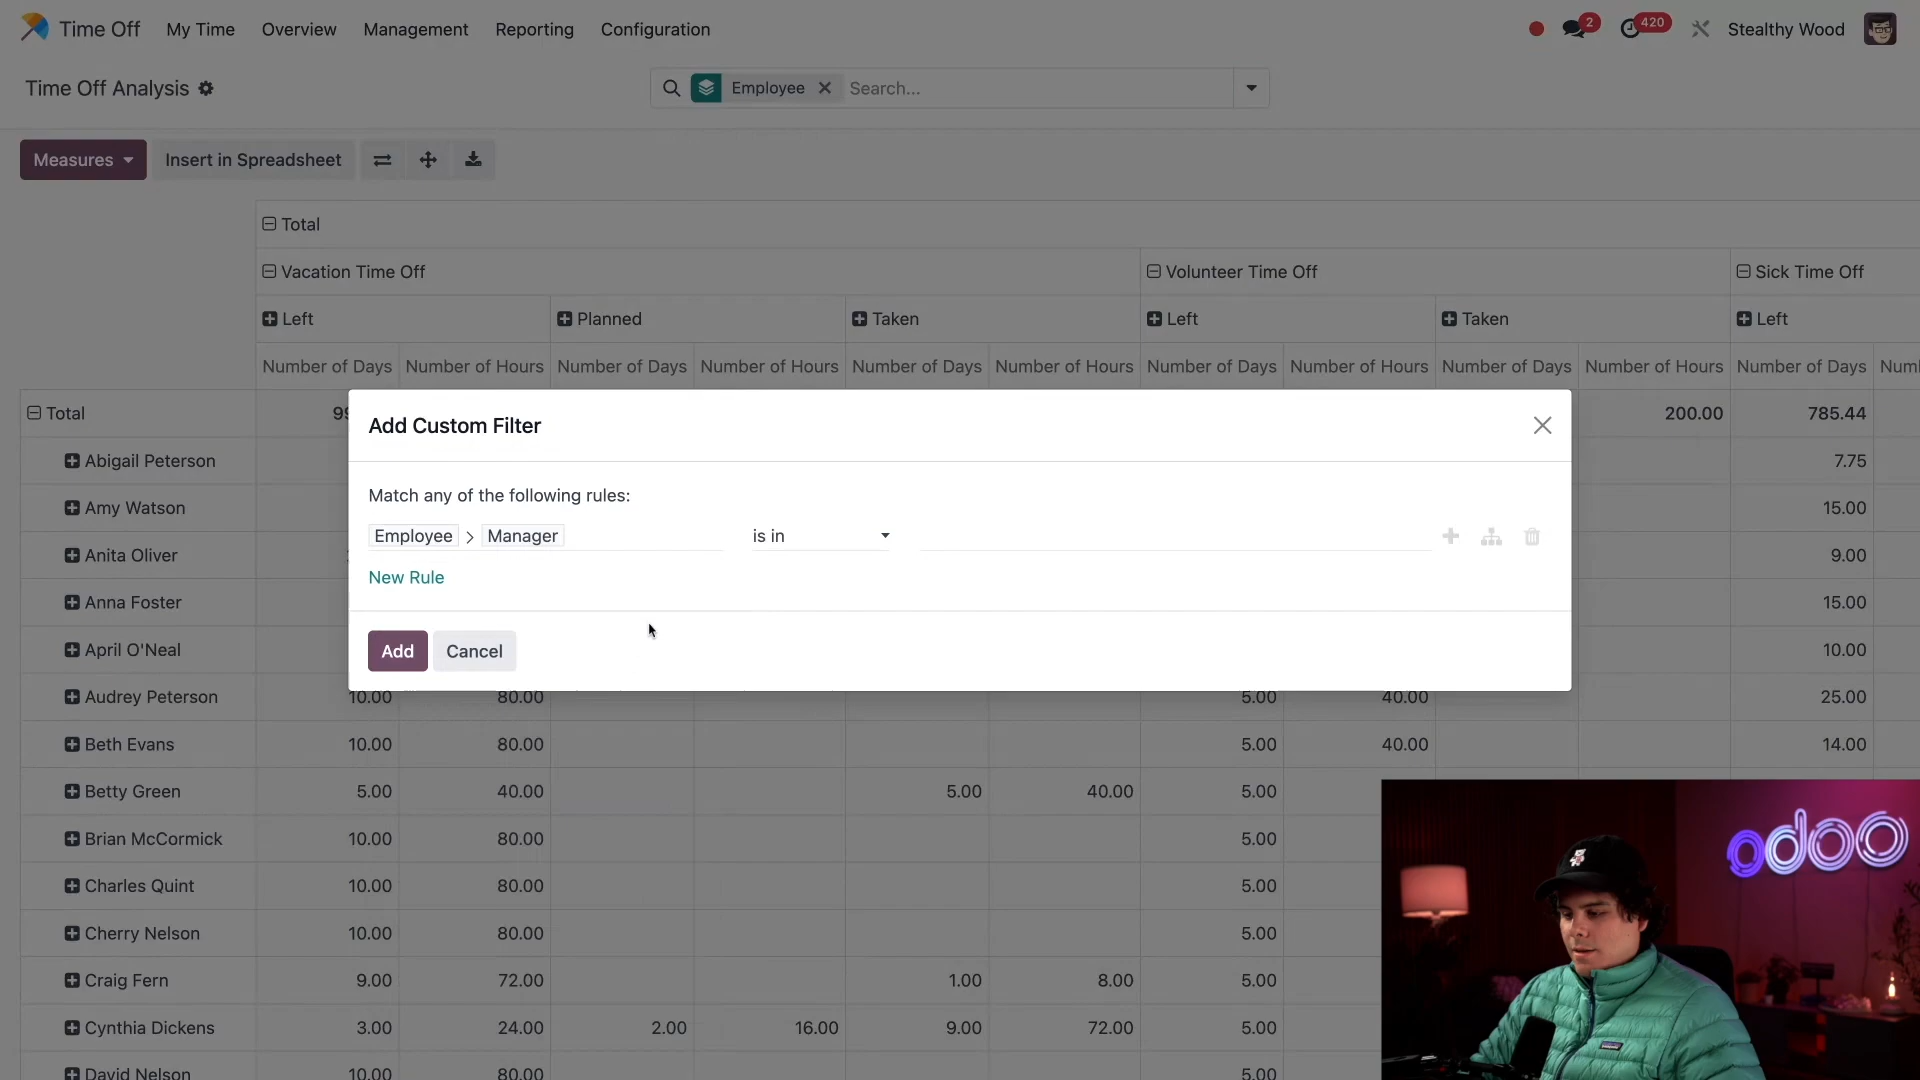 Time Off My Time Overview Management Reporting Configuration 2 420 Stealthy Wood
Time Off Analysis Employee Search...
Measures Insert in Spreadsheet
Total
Vacation Time Off Volunteer Time Off Sick Time Off
Left Planned Taken Left Taken Left
Number of Days Number of Hours Number of Days Number of Hours Number of Days Number of Hours Number of Days Number of Hours Number of Days Number of Hours Number of Days
Total 200.00 785.44
Add Custom Filter
Abigail Peterson 7.75
Match any of the following rules:
Amy Watson 15.00
Employee > Manager is in
Anita Oliver 9.00
New Rule
Anna Foster 15.00
April O'Neal 10.00
Add Cancel
Audrey Peterson 10.00 80.00 5.00 40.00 25.00
Beth Evans 10.00 80.00 5.00 40.00 14.00
Betty Green 5.00 40.00 5.00 40.00 5.00
Brian McCormick 10.00 80.00 5.00
Charles Quint 10.00 80.00 5.00
Cherry Nelson 10.00 80.00 5.00
Craig Fern 9.00 72.00 1.00 8.00 5.00
Cynthia Dickens 3.00 24.00 2.00 16.00 9.00 72.00 5.00
David Nelson 10.00 80.00 5.00
odoo